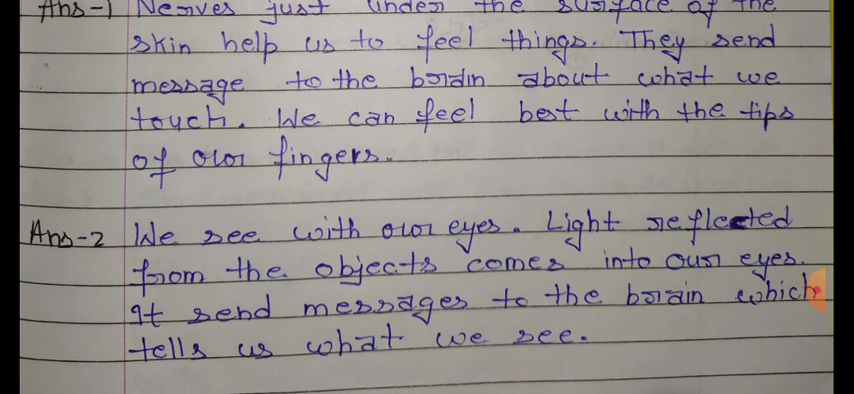 Ans-1 Nerves just under the surface of the
skin help us to feel things. They send
message to the brain about what we
touch. We can feel best with the tips
of our fingers.
Ans-2 We see with our eyes. Light reflected
from the objects comes into our eyes.
It send messages to the brain which
tells us what we see.